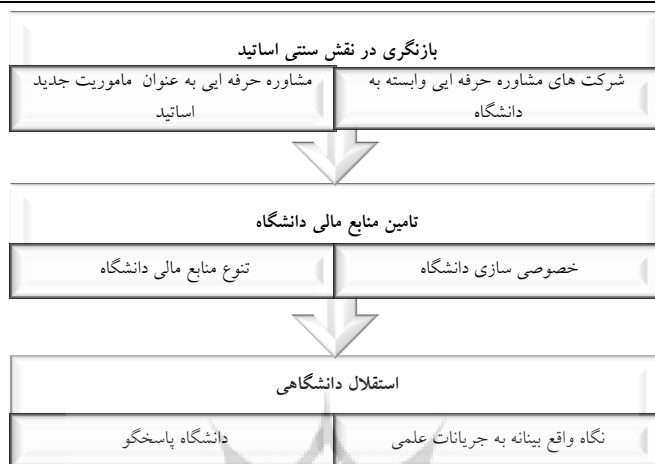 بازنگری در نقش سنتی اساتید
شرکت های مشاوره حرفه ایی وابسته به
دانشگاه
مشاوره حرفه ایی به عنوان ماموریت جدید
اساتید
تامین منابع مالی دانشگاه
خصوصی سازی دانشگاه
تنوع منابع مالی دانشگاه
استقلال دانشگاهی
نگاه واقع بینانه به جریانات علمی
دانشگاه پاسخگو